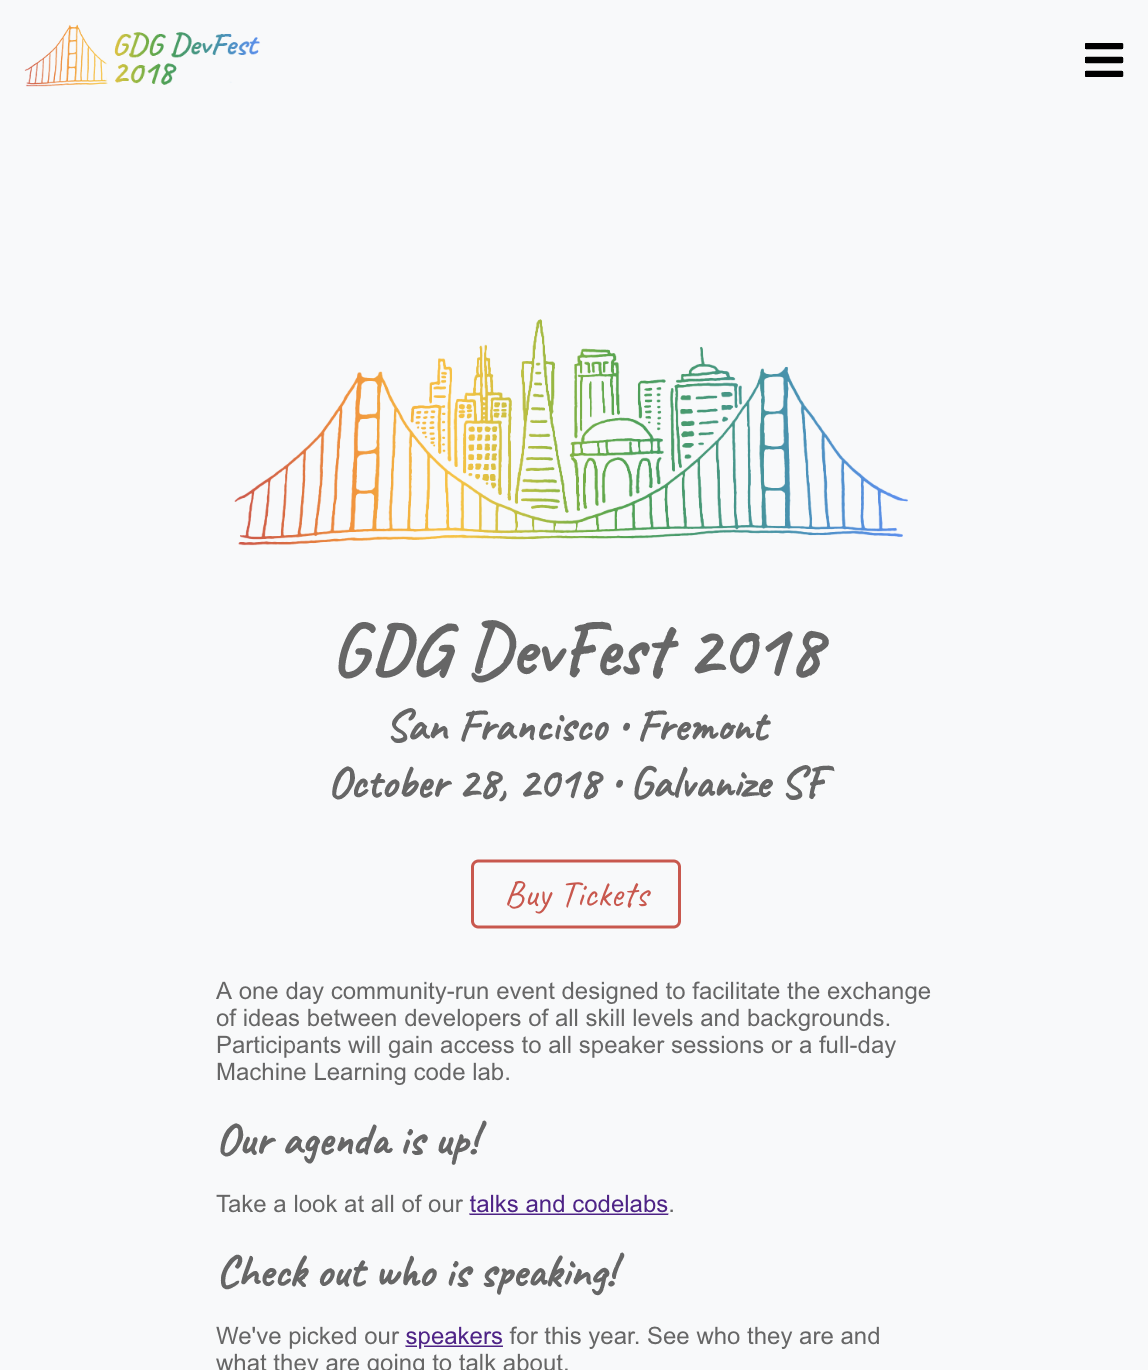 GDG DevFest
2018
GDG DevFest 2018
San Francisco • Fremont
October 28, 2018 • Galvanize SF
Buy Tickets
A one day community-run event designed to facilitate the exchange
of ideas between developers of all skill levels and backgrounds.
Participants will gain access to all speaker sessions or a full-day
Machine Learning code lab.
Our agenda is up!
Take a look at all of our talks and codelabs.
Check out who is speaking!
We've picked our speakers for this year. See who they are and
what they are going to talk about.